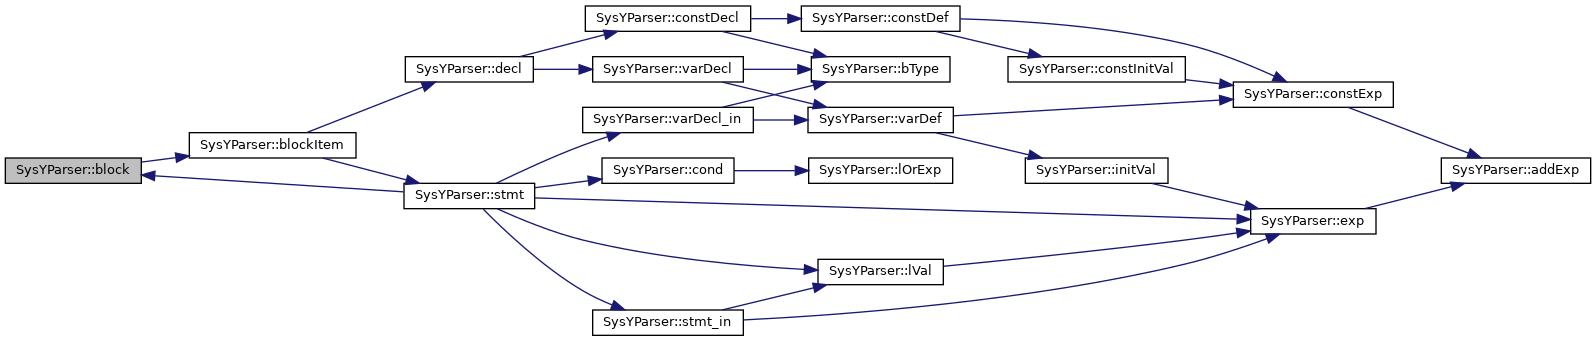 SysYParser::block
SysYParser::blockItem
SysYParser::decl
SysYParser::stmt
SysYParser::constDecl
SysYParser::varDecl
SysYParser::varDecl_in
SysYParser::cond
SysYParser::stmt_in
SysYParser::constDef
SysYParser::bType
SysYParser::varDef
SysYParser::lOrExp
SysYParser::lVal
SysYParser::constInitVal
SysYParser::initVal
SysYParser::constExp
SysYParser::exp
SysYParser::addExp